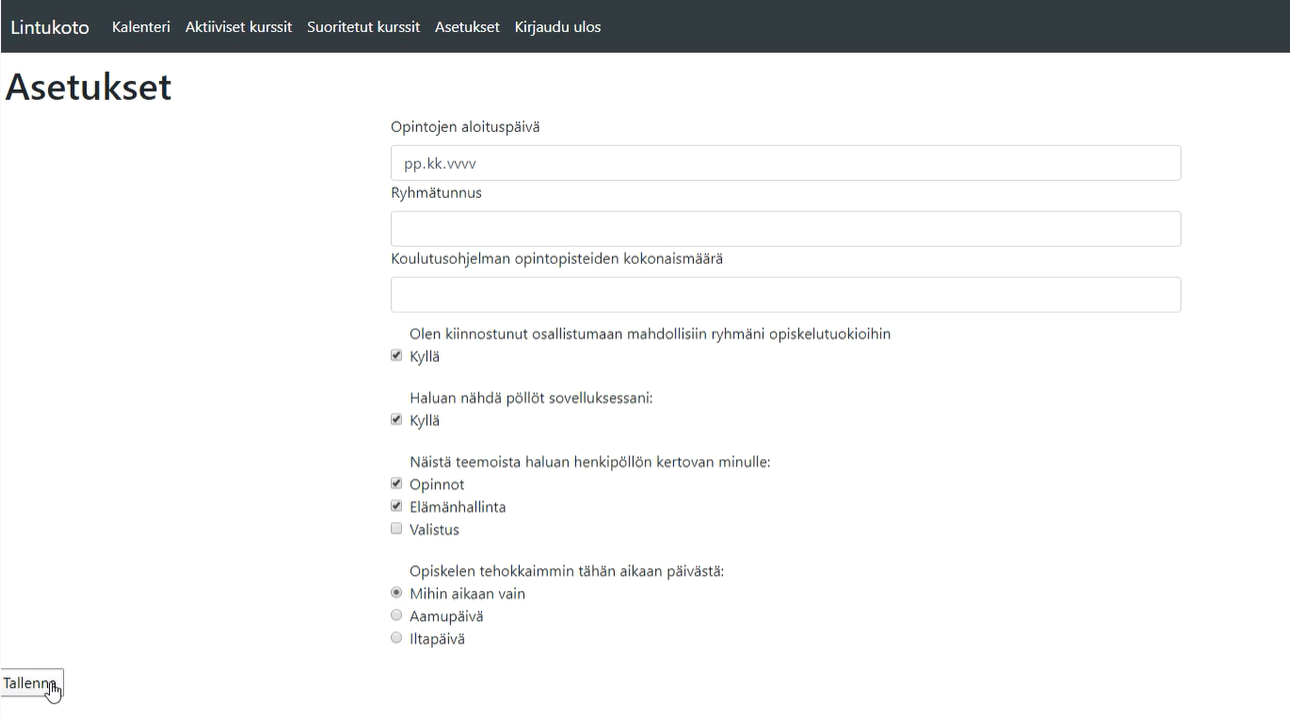 Lintukoto Kalenteri Aktiiviset kurssit Suoritetut kurssit Asetukset Kirjaudu ulos
Asetukset
Opintojen aloituspäivä
pp.kk.vvvv
Ryhmätunnus
Koulutusohjelman opintopisteiden kokonaismäärä
Olen kiinnostunut osallistumaan mahdollisiin ryhmäni opiskelutuokioihin
Kyllä
Haluan nähdä pöllöt sovelluksessani:
Kyllä
Näistä teemoista haluan henkipöllön kertovan minulle:
Opinnot
Elämänhallinta
Valistus
Opiskelen tehokkaimmin tähän aikaan päivästä:
Mihin aikaan vain
Aamupäivä
Iltapäivä
Tallenna